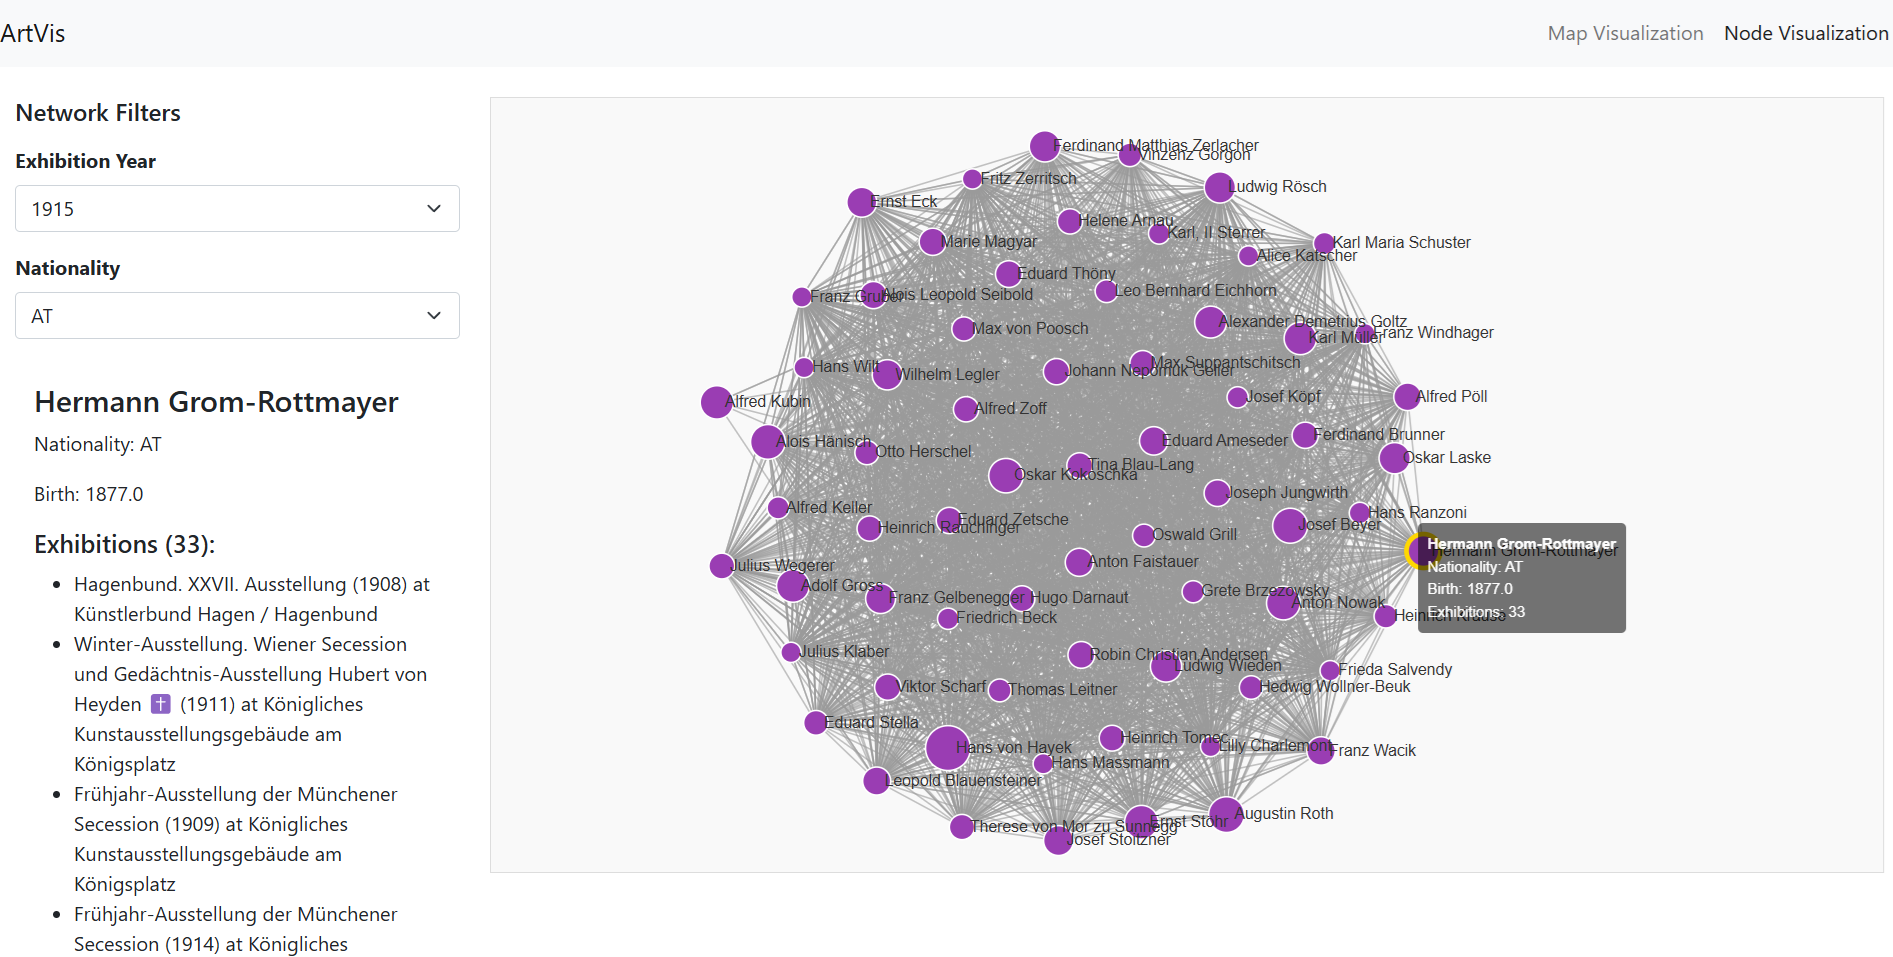 ArtVis
Map Visualization
Node Visualization
Network Filters
Exhibition Year
1915
Nationality
AT
Hermann Grom-Rottmayer
Nationality: AT
Birth: 1877.0
Exhibitions (33):
Hagenbund. XXVII. Ausstellung (1908) at
Künstlerbund Hagen / Hagenbund
Winter-Ausstellung. Wiener Secession
und Gedächtnis-Ausstellung Hubert von
Heyden ✝️ (1911) at Königliches
Kunstausstellungsgebäude am
Königsplatz
Frühjahr-Ausstellung der Münchener
Secession (1909) at Königliches
Kunstausstellungsgebäude am
Königsplatz
Frühjahr-Ausstellung der Münchener
Secession (1914) at Königliches
Ferdinand Matthias Zerlacher
Vinzenz Gorgon
Fritz Zerritsch
Ludwig Rösch
Ernst Eck
Helene Arnau
Karl, II Sterrer
Marie Magyar
Karl Maria Schuster
Alice Katscher
Eduard Thöny
Franz Gruber
Alois Leopold Seibold
Leo Bernhard Eichhorn
Max von Poosch
Alexander Demetrius Goltz
Karl Müller
Franz Windhager
Hans Wilt
Wilhelm Legler
Johann Nepomuk Geller
Max Suppantschitsch
Alfred Kubin
Alfred Zoff
Josef Köpf
Alfred Pöll
Alois Hänisch
Otto Herschel
Eduard Ameseder
Ferdinand Brunner
Oskar Laske
Oskar Kokoschka
Tina Blau-Lang
Joseph Jungwirth
Alfred Keller
Hans Ranzoni
Heinrich Rauchinger
Eduard Zetsche
Oswald Grill
Josef Beyer
Hermann Grom-Rottmayer
Hermann Grom-Rottmayer
Nationality: AT
Birth: 1877.0
Exhibitions: 33
Julius Wegerer
Anton Faistauer
Adolf Gross
Franz Gelbenegger
Hugo Darnaut
Grete Brzezowsky
Anton Nowak
Heinrich Krause
Friedrich Beck
Julius Klaber
Robin Christian Andersen
Ludwig Wieden
Frieda Salvendy
Viktor Scharf
Thomas Leitner
Hedwig Wollner-Beuk
Eduard Stella
Hans von Hayek
Heinrich Tomec
Lilly Charlemont
Franz Wacik
Hans Massmann
Leopold Blauensteiner
Therese von Mor zu Sunnegg
Ernst Stöhr
Augustin Roth
Josef Stoitzner